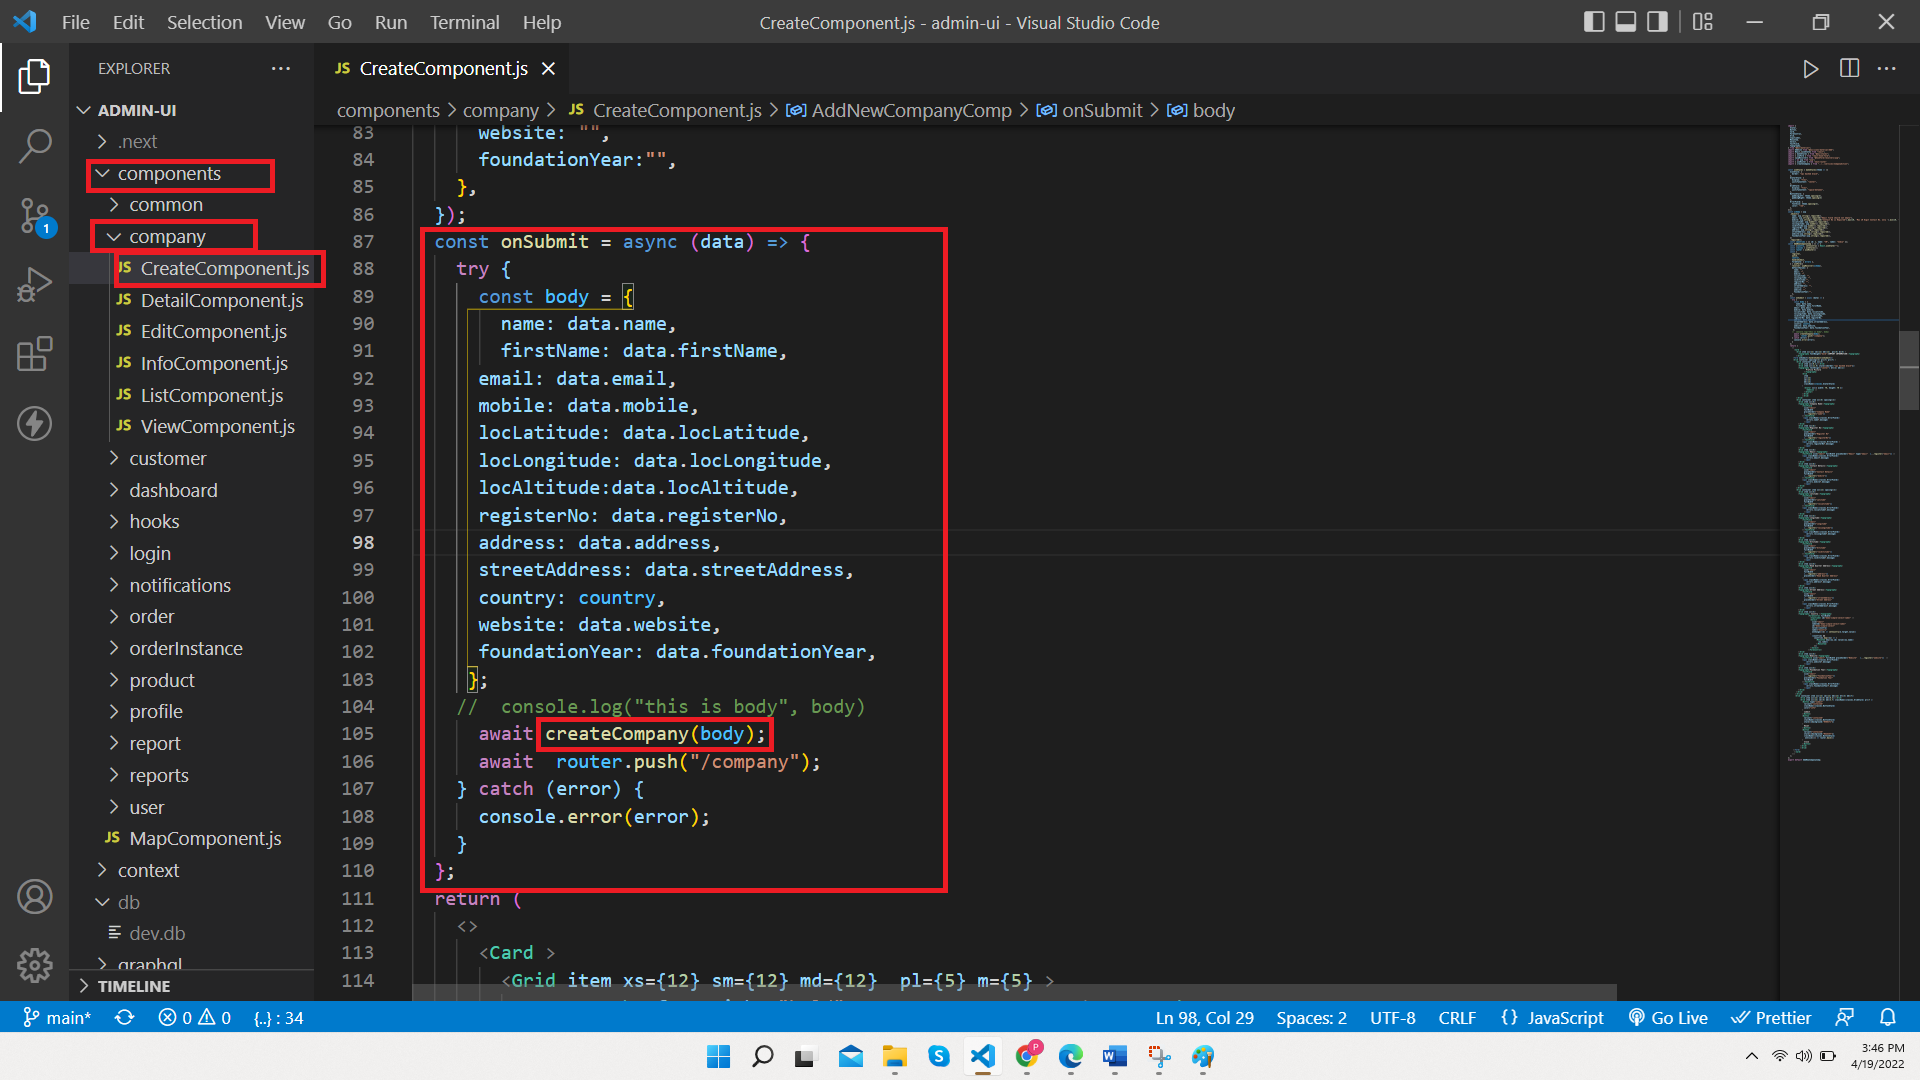 File Edit Selection View Go Run Terminal Help
CreateComponent.js - admin-ui - Visual Studio Code
EXPLORER
ADMIN-UI
.next
components
common
company
JS CreateComponent.js
JS DetailComponent.js
JS EditComponent.js
JS InfoComponent.js
JS ListComponent.js
JS ViewComponent.js
customer
dashboard
hooks
login
notifications
order
orderInstance
product
profile
report
reports
user
JS MapComponent.js
context
db
dev.db
graphql
TIMELINE
1
JS CreateComponent.js
components > company > JS CreateComponent.js > AddNewCompanyComp > onSubmit > body
83 website: "",
84 foundationYear:"",
85 },
86 });
87 const onSubmit = async (data) => {
88 try {
89 const body = {
90 name: data.name,
91 firstName: data.firstName,
92 email: data.email,
93 mobile: data.mobile,
94 locLatitude: data.locLatitude,
95 locLongitude: data.locLongitude,
96 locAltitude:data.locAltitude,
97 registerNo: data.registerNo,
98 address: data.address,
99 streetAddress: data.streetAddress,
100 country: country,
101 website: data.website,
102 foundationYear: data.foundationYear,
103 };
104 // console.log("this is body", body)
105 await createCompany(body);
106 await router.push("/company");
107 } catch (error) {
108 console.error(error);
109 }
110 };
111 return (
112 <>
113 <Card >
114 <Grid item xs={12} sm={12} md={12} pl={5} m={5} >
main* 0 0 {..} : 34
Ln 98, Col 29 Spaces: 2 UTF-8 CRLF {} JavaScript Go Live Prettier
3:46 PM
4/19/2022